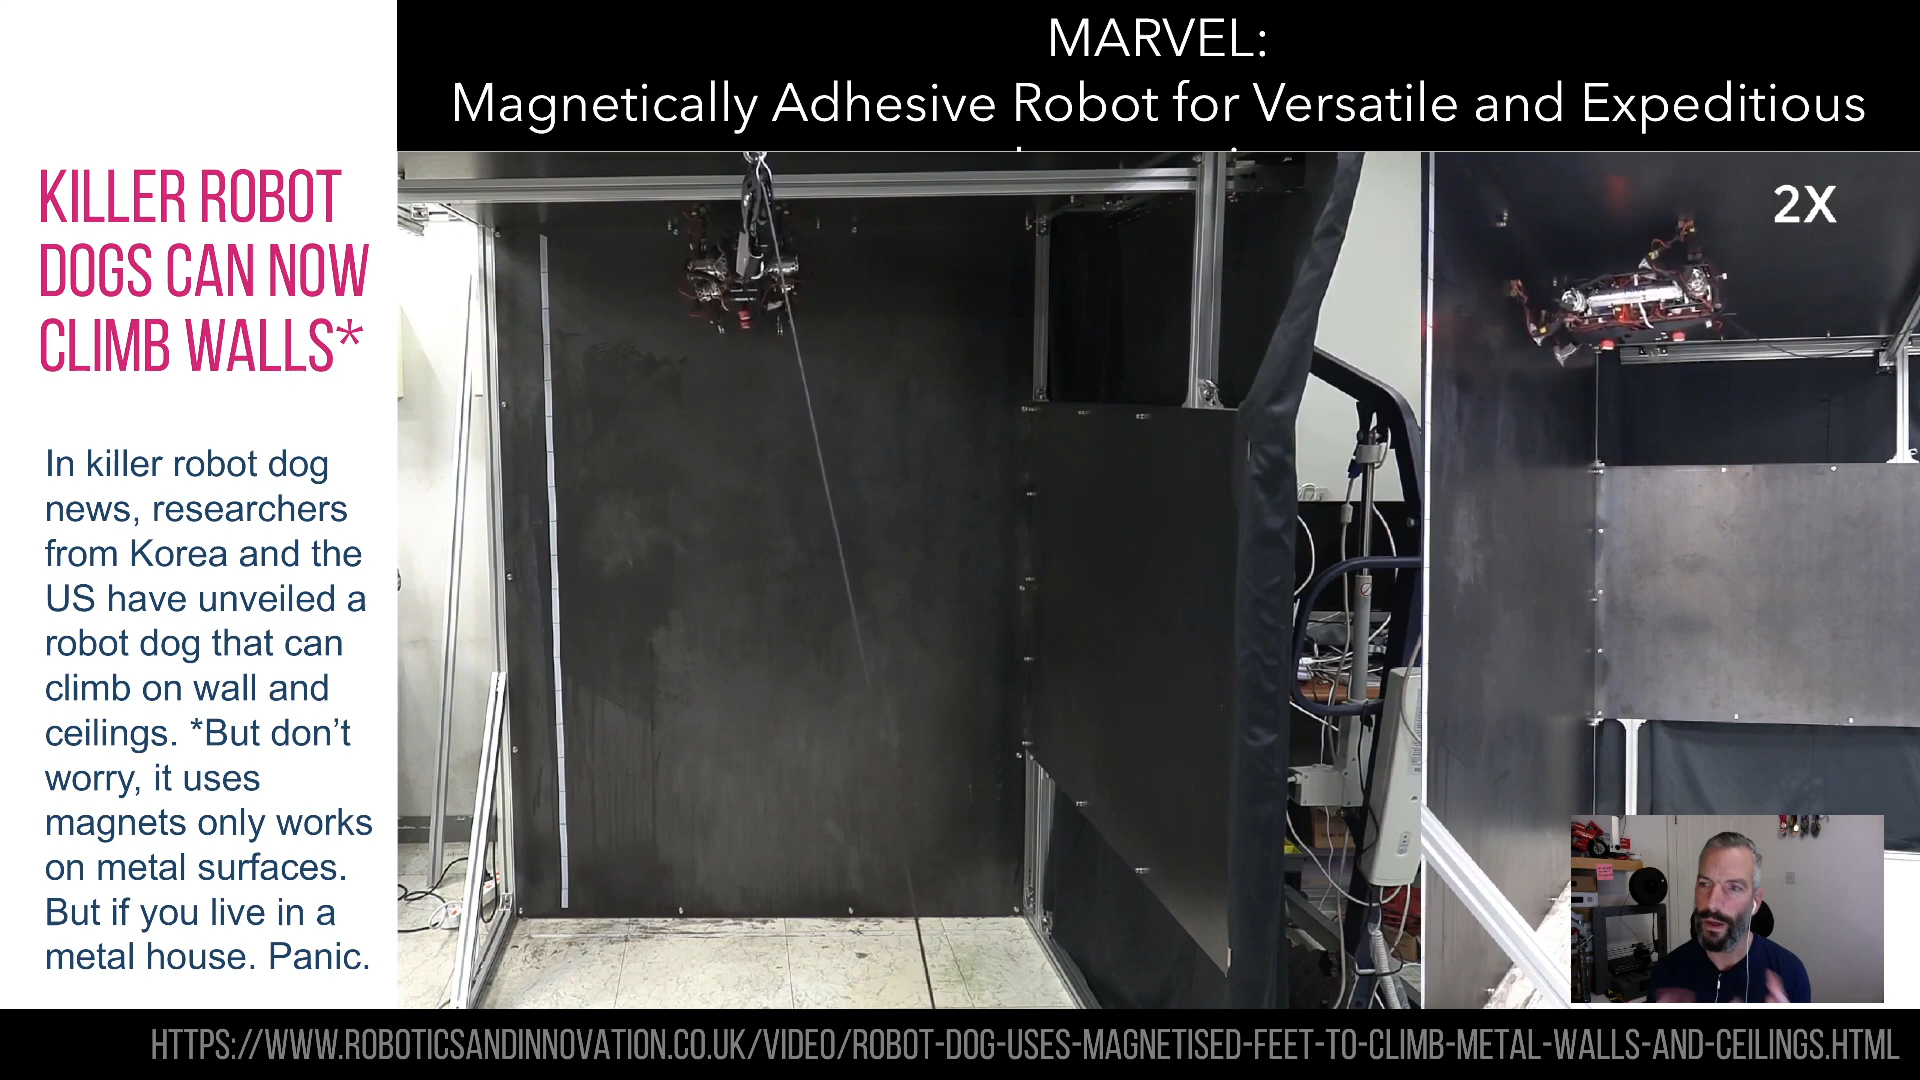 MARVEL:
Magnetically Adhesive Robot for Versatile and Expeditious
2X
KILLER ROBOT
DOGS CAN NOW
CLIMB WALLS*
In killer robot dog
news, researchers
from Korea and the
US have unveiled a
robot dog that can
climb on wall and
ceilings. *But don’t
worry, it uses
magnets only works
on metal surfaces.
But if you live in a
metal house. Panic.
HTTPS://WWW.ROBOTICSANDINNOVATION.CO.UK/VIDEO/ROBOT-DOG-USES-MAGNETISED-FEET-TO-CLIMB-METAL-WALLS-AND-CEILINGS.HTML